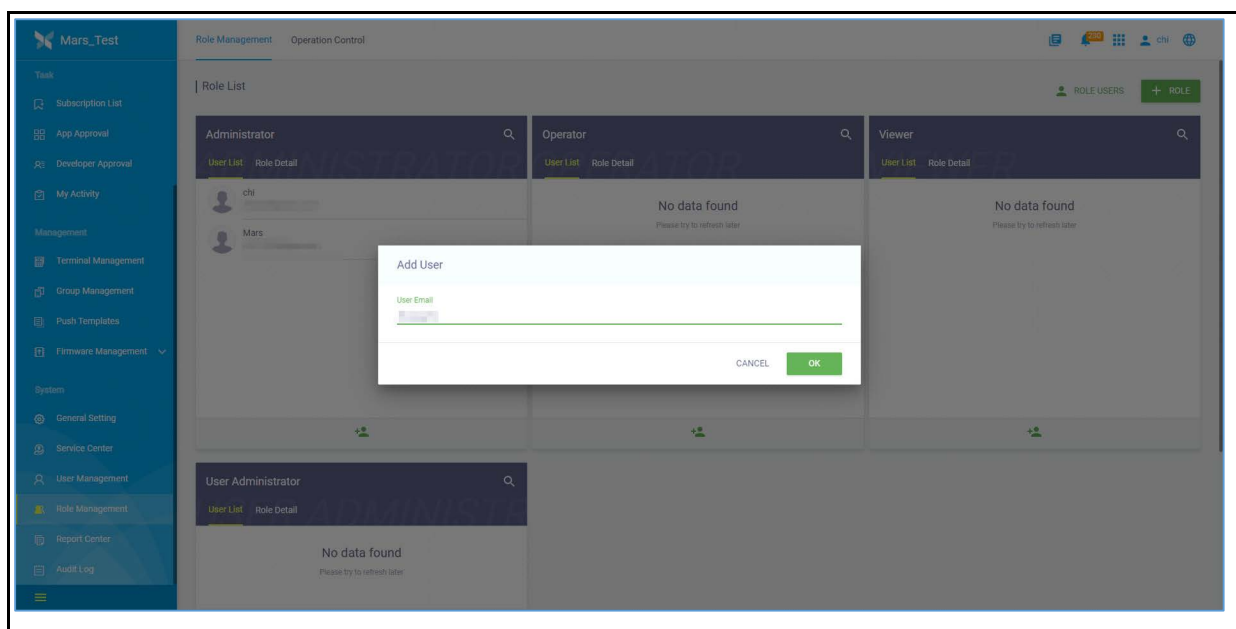 Mars_Test
Role Management Operation Control
230
chi
Task
Subscription List
App Approval
Developer Approval
My Activity
Management
Terminal Management
Group Management
Push Templates
Firmware Management
System
General Setting
Service Center
User Management
Role Management
Report Center
Audit Log
Role List
ROLE USERS
+ ROLE
Administrator
User List Role Detail
chi
Mars
Operator
User List Role Detail
No data found
Please try to refresh later
Viewer
User List Role Detail
No data found
Please try to refresh later
Add User
User Email
CANCEL
OK
User Administrator
User List Role Detail
No data found
Please try to refresh later